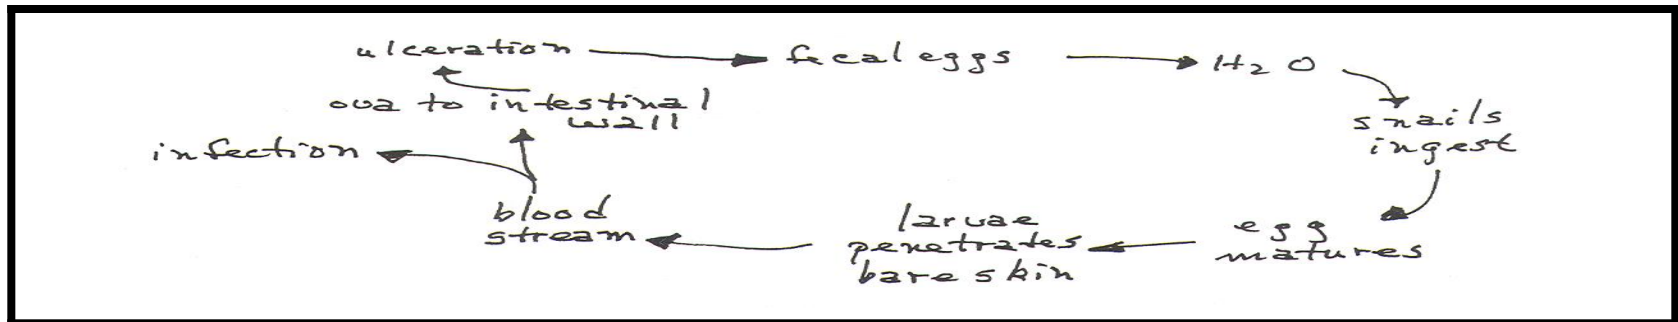 ulceration
fecal eggs
H2O
snails
ingest
egg
matures
larvae
penetrates
bare skin
blood
stream
infection
ova to intestinal
wall